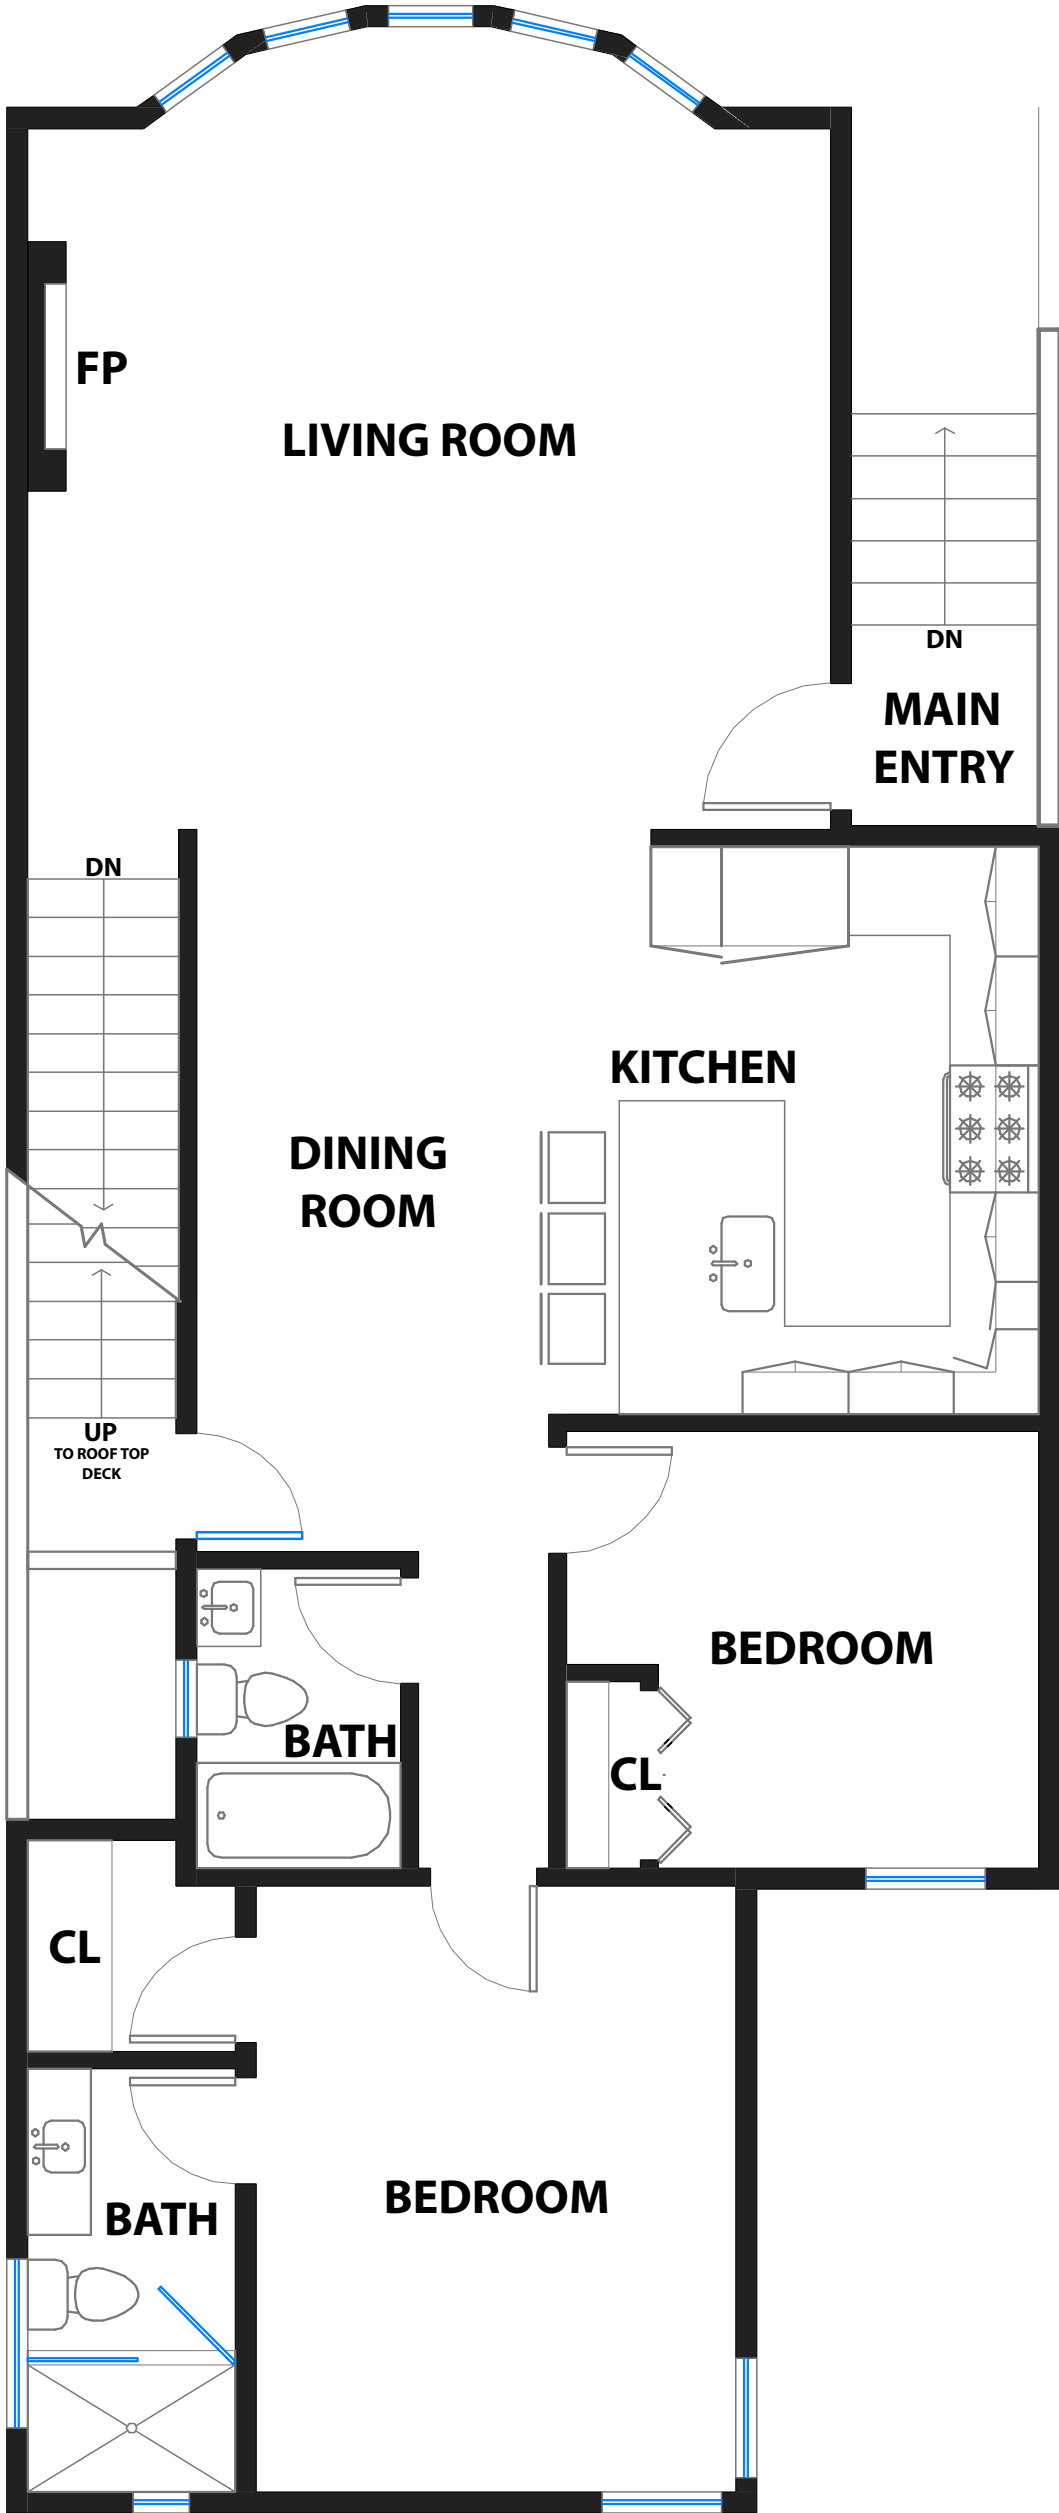 FP
LIVING ROOM
DN
MAIN
ENTRY
DN
KITCHEN
DINING
ROOM
UP
TO ROOF TOP
DECK
BEDROOM
BATH
CL
CL
BEDROOM
BATH